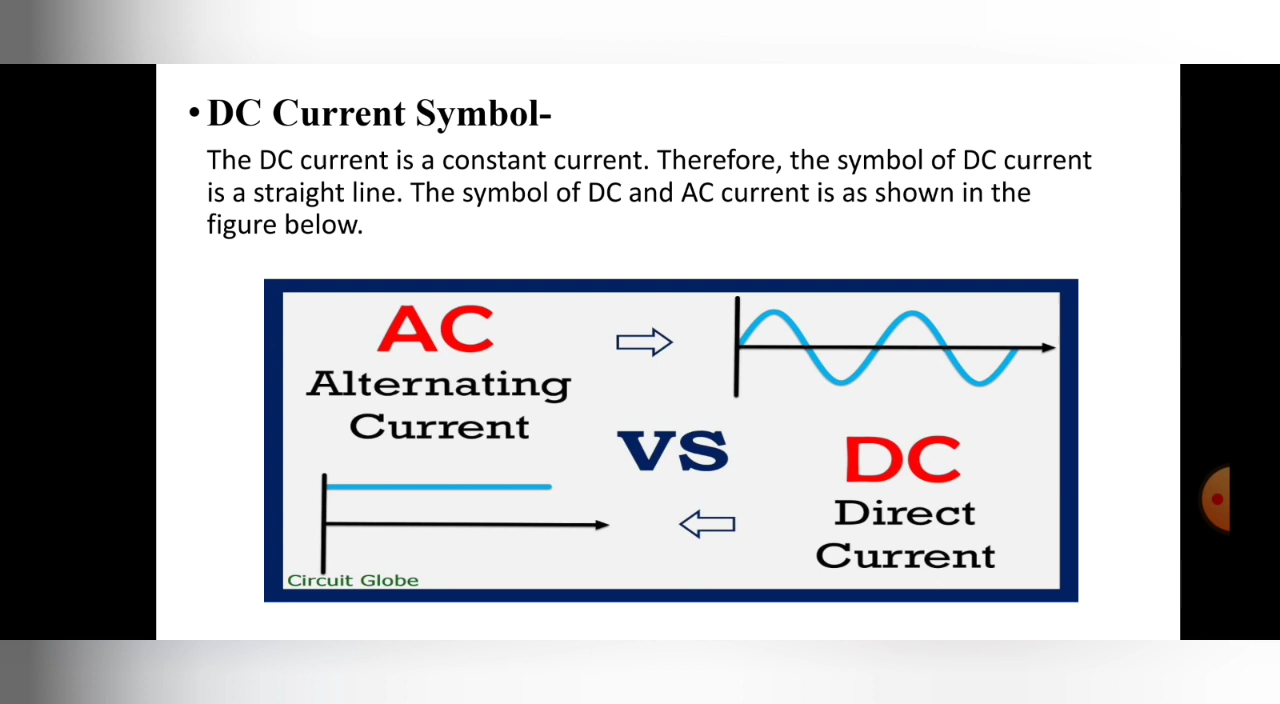 • DC Current Symbol-
The DC current is a constant current. Therefore, the symbol of DC current
is a straight line. The symbol of DC and AC current is as shown in the
figure below.
AC
Alternating
Current
VS
DC
Direct
Current
Circuit Globe